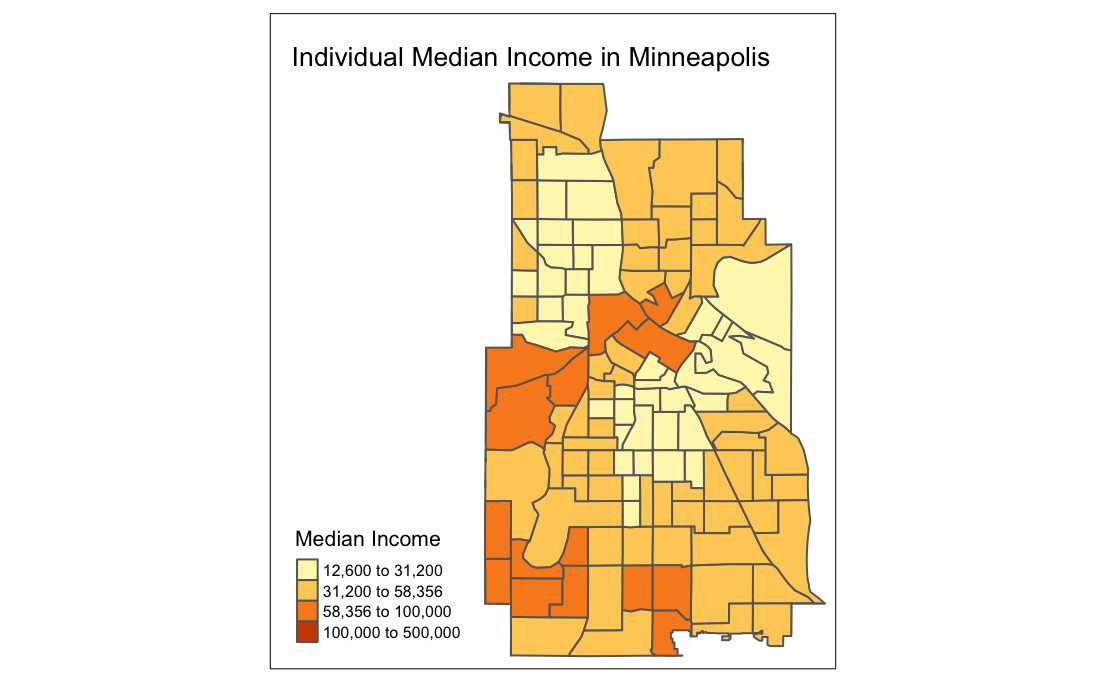 Individual Median Income in Minneapolis
Median Income
12,600 to 31,200
31,200 to 58,356
58,356 to 100,000
100,000 to 500,000